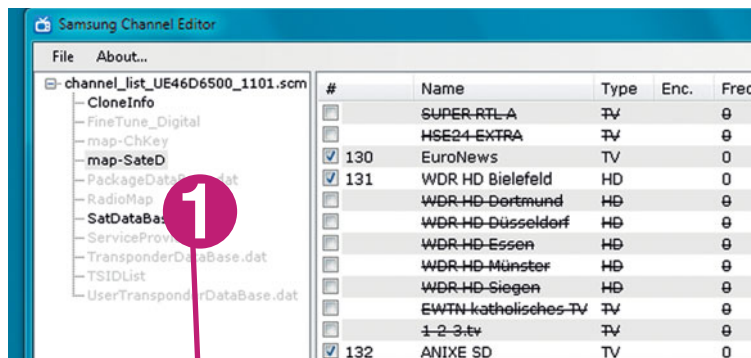 Samsung Channel Editor
File About...
channel_list_UE46D6500_1101.scm
CloneInfo
FineTune_Digital
map-ChKey
map-SateD
RadioMap
TransponderDataBase.dat
TSIDList
UserTransponderDataBase.dat
1
# Name Type Enc. Freq
SUPER RTL A TV 0
HSE24 EXTRA TV 0
130 EuroNews TV 0
131 WDR HD Bielefeld HD 0
WDR HD Dortmund HD 0
WDR HD Düsseldorf HD 0
WDR HD Essen HD 0
WDR HD Münster HD 0
WDR HD Siegen HD 0
EWTN katholisches TV TV 0
1-2-3.tv TV 0
132 ANIXE SD TV 0